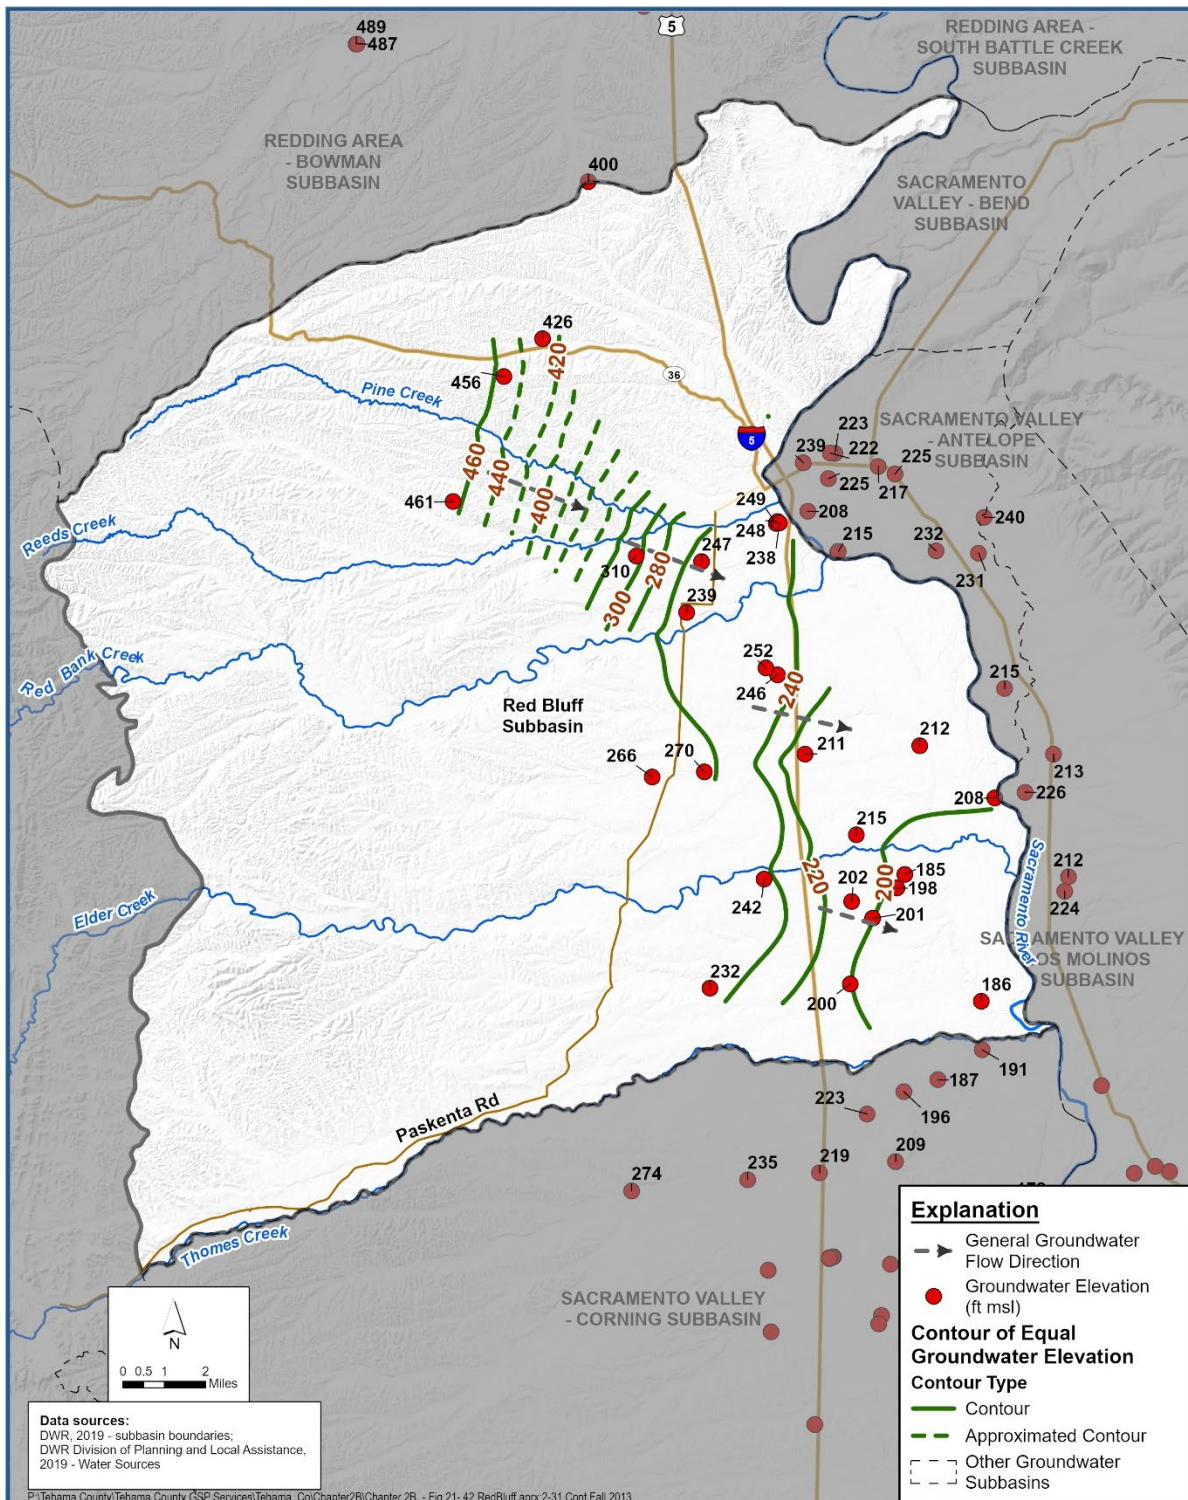 489
487
5
REDDING AREA -
SOUTH BATTLE CREEK
SUBBASIN
REDDING AREA
- BOWMAN
SUBBASIN
400
SACRAMENTO
VALLEY - BEND
SUBBASIN
426
420
456
36
Pine Creek
5
SACRAMENTO VALLEY
- ANTELOPE
SUBBASIN
223
239
222
225
217
225
460
440
400
461
249
248
238
208
215
240
232
231
Reeds Creek
247
310
280
300
239
Red Bank Creek
252
246
240
215
Red Bluff
Subbasin
211
212
213
266
270
226
208
215
Sacramento River
212
224
185
198
202
220
200
201
242
Elder Creek
SACRAMENTO VALLEY
OS MOLINOS
SUBBASIN
232
200
186
191
187
196
223
Paskenta Rd
209
219
235
274
Thomes Creek
SACRAMENTO VALLEY
- CORNING SUBBASIN
N
0 0.5 1 2
Miles
Data sources:
DWR, 2019 - subbasin boundaries;
DWR Division of Planning and Local Assistance,
2019 - Water Sources
Explanation
General Groundwater
Flow Direction
Groundwater Elevation
(ft msl)
Contour of Equal
Groundwater Elevation
Contour Type
Contour
Approximated Contour
Other Groundwater
Subbasins